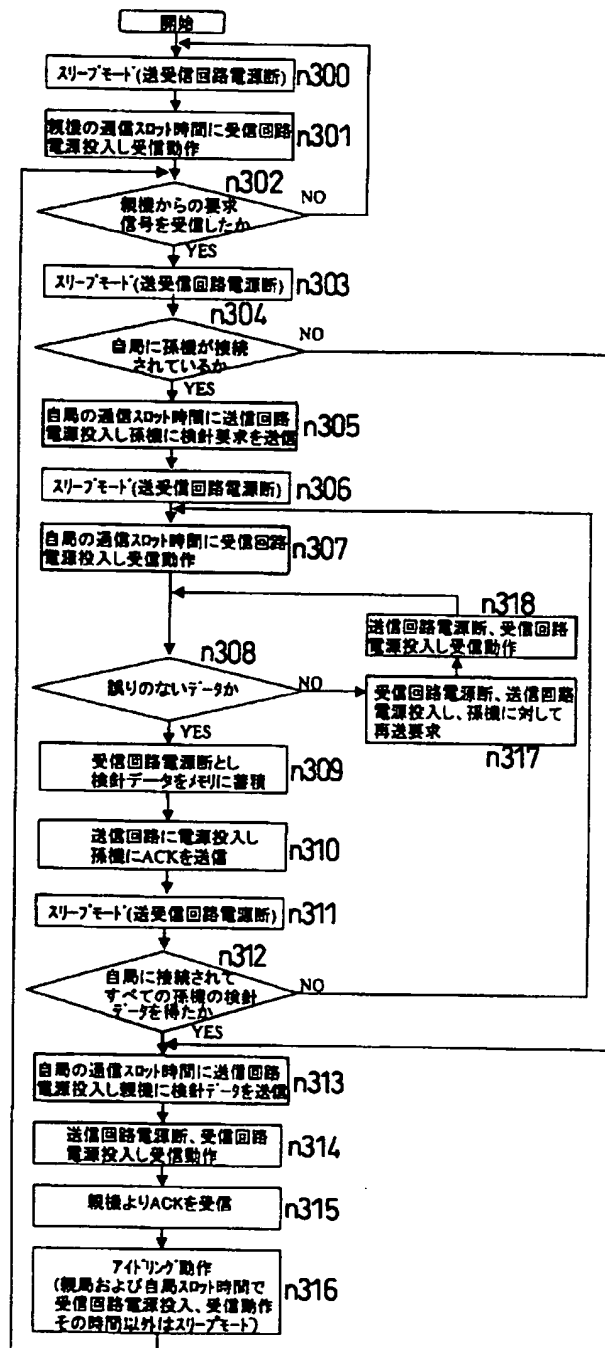 開始
スリープモード(送受信回路電源断)
n300
親機の通信スロット時間に受信回路
電源投入し受信動作
n301
n302
親機からの要求
信号を受信したか
NO
YES
スリープモード(送受信回路電源断)
n303
n304
自局に孫機が接続
されているか
NO
YES
自局の通信スロット時間に送信回路
電源投入し孫機に検針要求を送信
n305
スリープモード(送受信回路電源断)
n306
自局の通信スロット時間に受信回路
電源投入し受信動作
n307
n318
送信回路電源断、受信回路
電源投入し受信動作
n308
誤りのないデータか
NO
YES
受信回路電源断、送信回路
電源投入し、孫機に対して
再送要求
n317
受信回路電源断とし
検針データをメモリに蓄積
n309
送信回路に電源投入し
孫機にACKを送信
n310
スリープモード(送受信回路電源断)
n311
n312
自局に接続されて
すべての孫機の検針
データを得たか
NO
YES
自局の通信スロット時間に送信回路
電源投入し親機に検針データを送信
n313
送信回路電源断、受信回路
電源投入し受信動作
n314
親機よりACKを受信
n315
アイドリング動作
(親局および自局スロット時間で
受信回路電源投入、受信動作
その時間以外はスリープモード)
n316